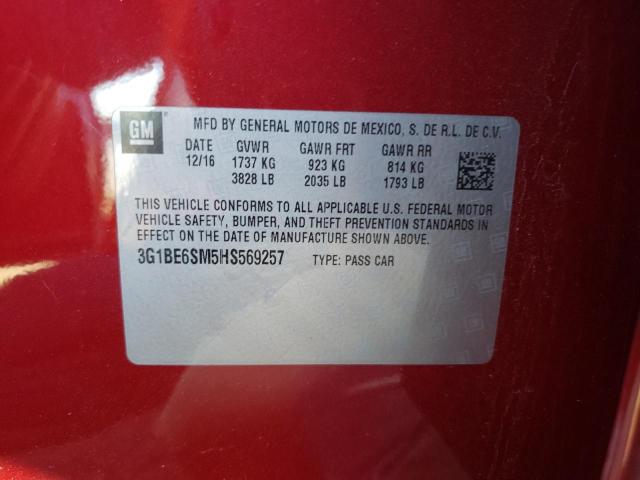 GM
MFD BY GENERAL MOTORS DE MEXICO, S. DE R.L. DE C.V.
DATE GVWR GAWR FRT GAWR RR
12/16 1737 KG 923 KG 814 KG
3828 LB 2035 LB 1793 LB
THIS VEHICLE CONFORMS TO ALL APPLICABLE U.S. FEDERAL MOTOR
VEHICLE SAFETY, BUMPER, AND THEFT PREVENTION STANDARDS IN
EFFECT ON THE DATE OF MANUFACTURE SHOWN ABOVE.
3G1BE6SM5HS569257 TYPE: PASS CAR